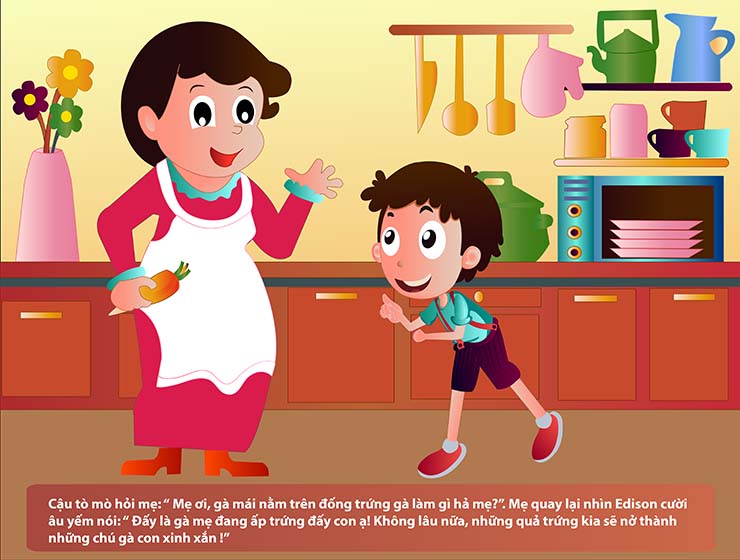 Cậu tò mò hỏi mẹ: “ Mẹ ơi, gà mái nằm trên đống trứng gà làm gì hả mẹ?”. Mẹ quay lại nhìn Edison cười
âu yếm nói: “ Đấy là gà mẹ đang ấp trứng đấy con ạ! Không lâu nữa, những quả trứng kia sẽ nở thành
những chú gà con xinh xắn !”